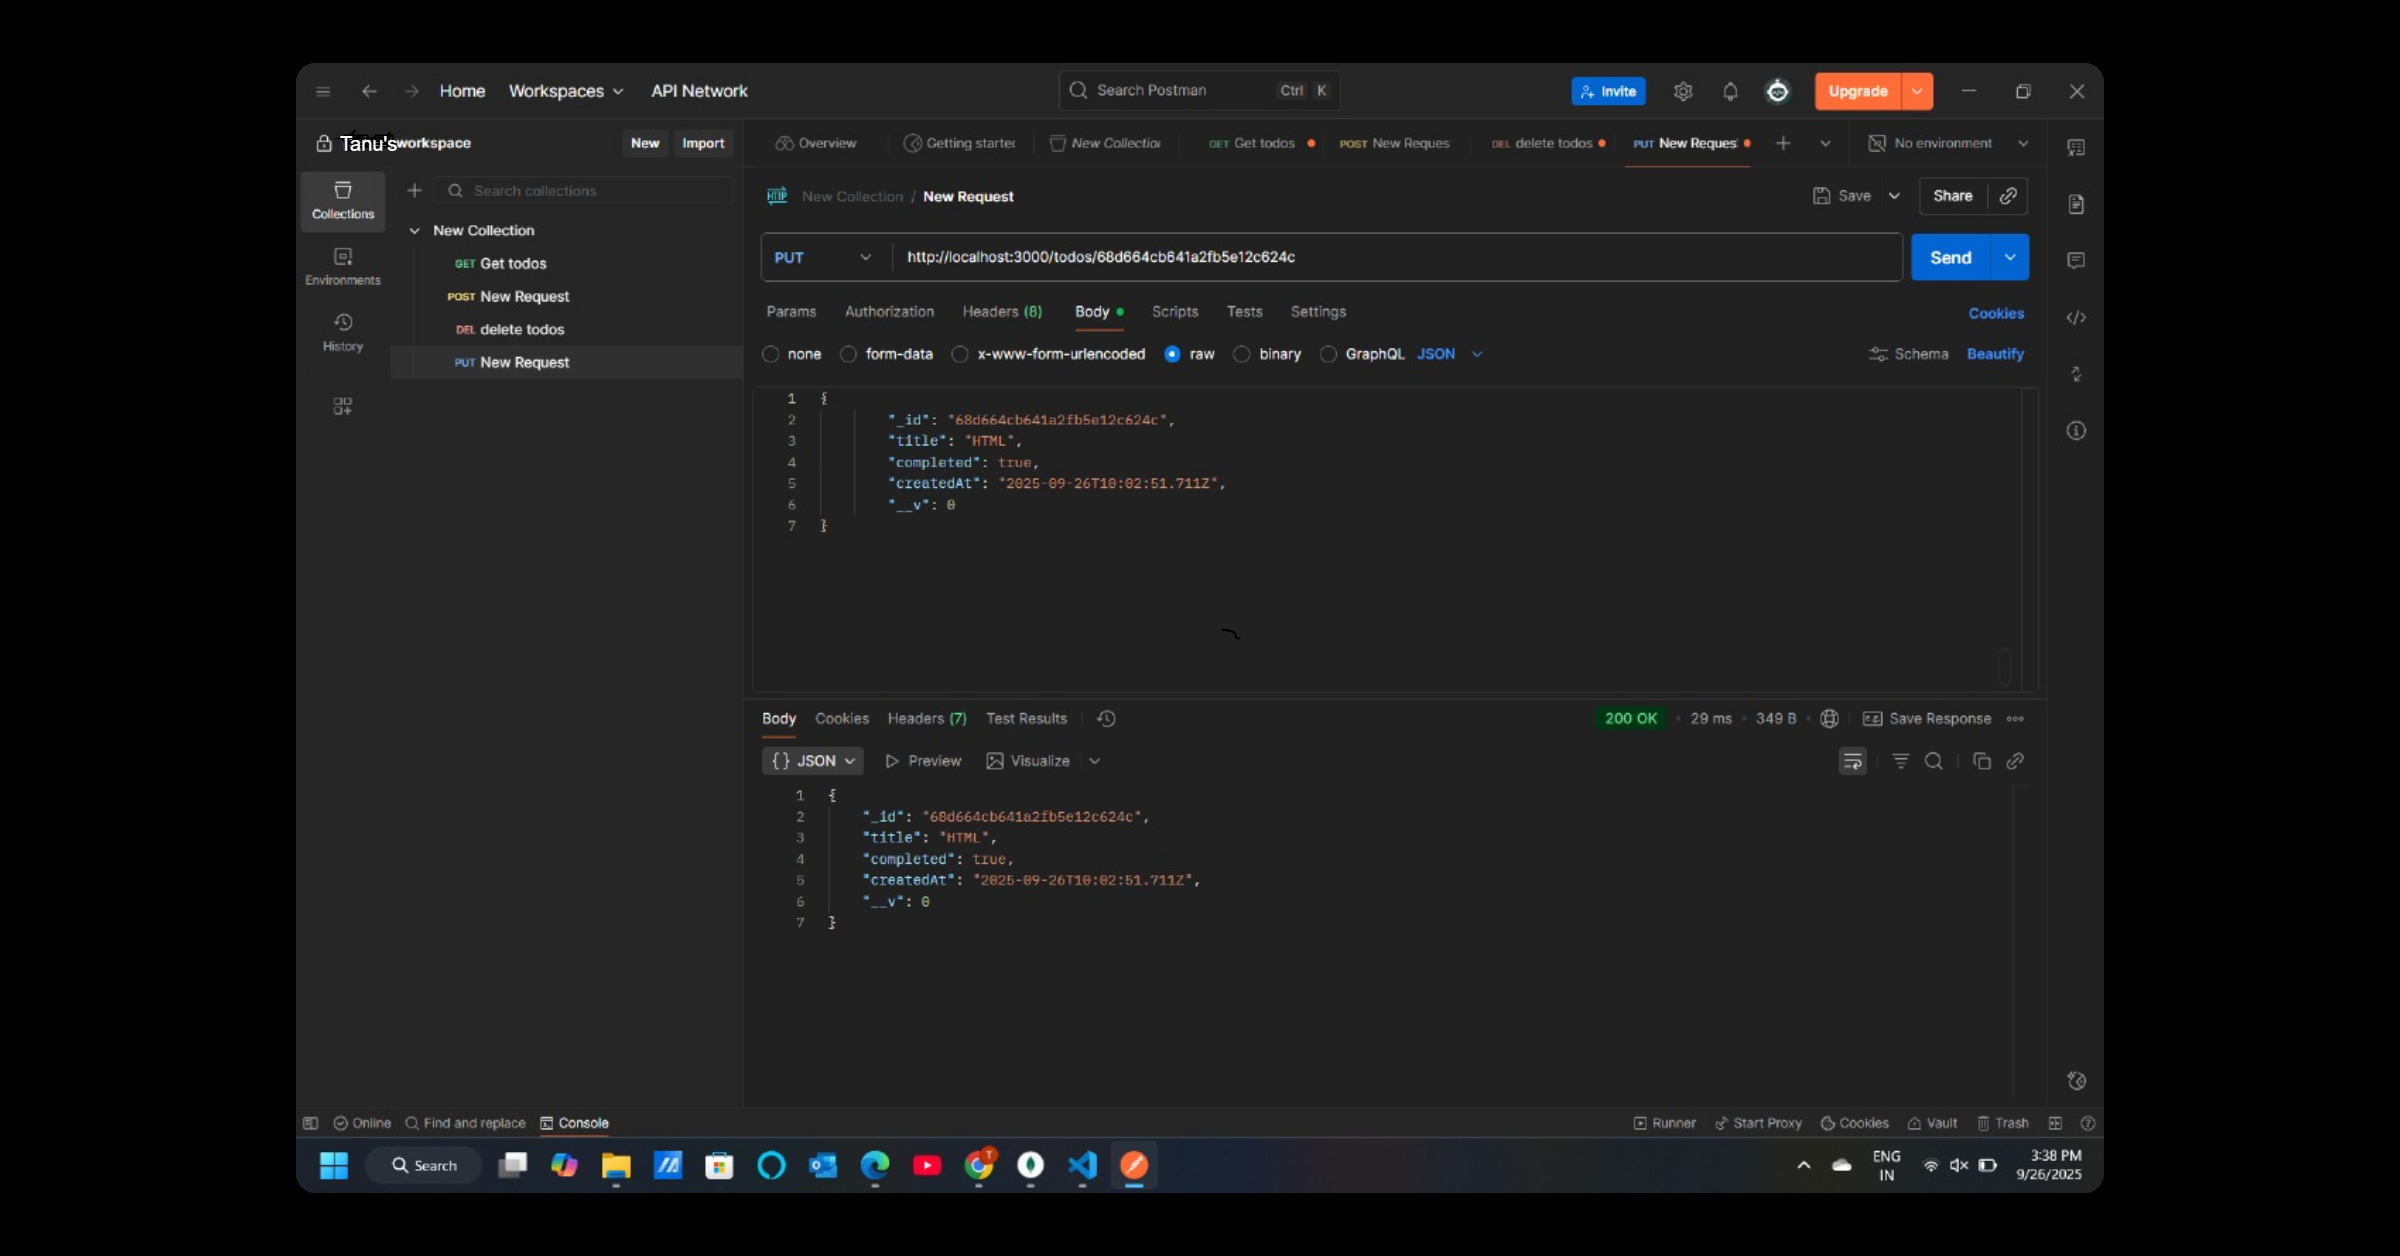 Home Workspaces API Network Search Postman Ctrl K Invite Upgrade
Tanu's workspace New Import
Overview Getting started New Collection GET Get todos POST New Reques DEL delete todos PUT New Reques No environment
Collections
Environments
History
Search collections
New Collection
GET Get todos
POST New Request
DEL delete todos
PUT New Request
New Collection / New Request Save Share
PUT http://localhost:3000/todos/68d664cb641a2fb5e12c624c Send
Params Authorization Headers (8) Body Scripts Tests Settings Cookies
none form-data x-www-form-urlencoded raw binary GraphQL JSON Schema Beautify
1 {
2 "_id": "68d664cb641a2fb5e12c624c",
3 "title": "HTML",
4 "completed": true,
5 "createdAt": "2025-09-26T10:02:51.711Z",
6 "__v": 0
7 }
Body Cookies Headers (7) Test Results 200 OK 29 ms 349 B Save Response
{} JSON Preview Visualize
1 {
2 "_id": "68d664cb641a2fb5e12c624c",
3 "title": "HTML",
4 "completed": true,
5 "createdAt": "2025-09-26T10:02:51.711Z",
6 "__v": 0
7 }
Online Find and replace Console Runner Start Proxy Cookies Vault Trash
Search
ENG
IN
3:38 PM
9/26/2025